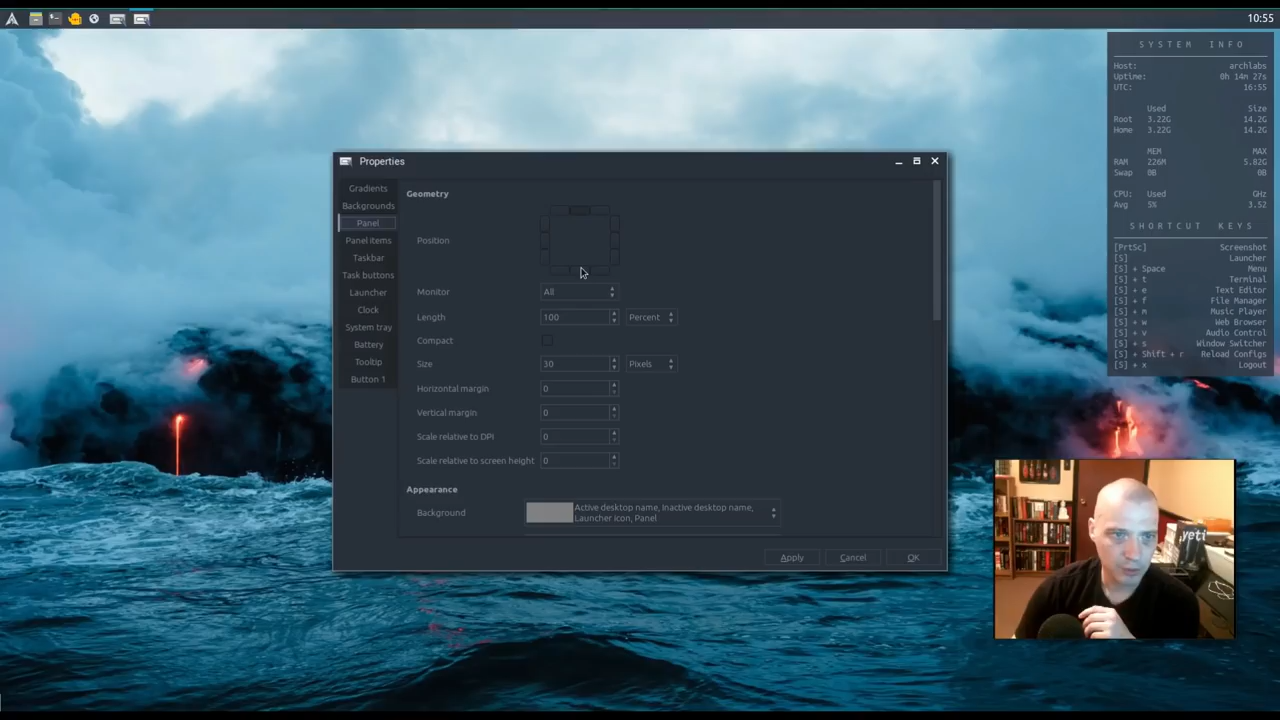 10:55
SYSTEM INFO
Host: archlabs
Uptime: 0h 14m 27s
UTC: 16:55
Used Size
Root 3.22G 14.2G
Home 3.22G 14.2G
MEM MAX
RAM 226M 5.82G
Swap 0B 0B
CPU: Used GHz
Avg 5% 3.52
SHORTCUT KEYS
[PrtSc] Screenshot
[S] Launcher
[S] + Space Menu
[S] + t Terminal
[S] + e Text Editor
[S] + f File Manager
[S] + m Music Player
[S] + w Web Browser
[S] + v Audio Control
[S] + s Window Switcher
[S] + Shift + r Reload Configs
[S] + x Logout
Properties
Gradients
Backgrounds
Panel
Panel items
Taskbar
Task buttons
Launcher
Clock
System tray
Battery
Tooltip
Button 1
Geometry
Position
Monitor All
Length 100 Percent
Compact
Size 30 Pixels
Horizontal margin 0
Vertical margin 0
Scale relative to DPI 0
Scale relative to screen height 0
Appearance
Background Active desktop name, Inactive desktop name,
Launcher icon, Panel
Apply Cancel OK
yeti